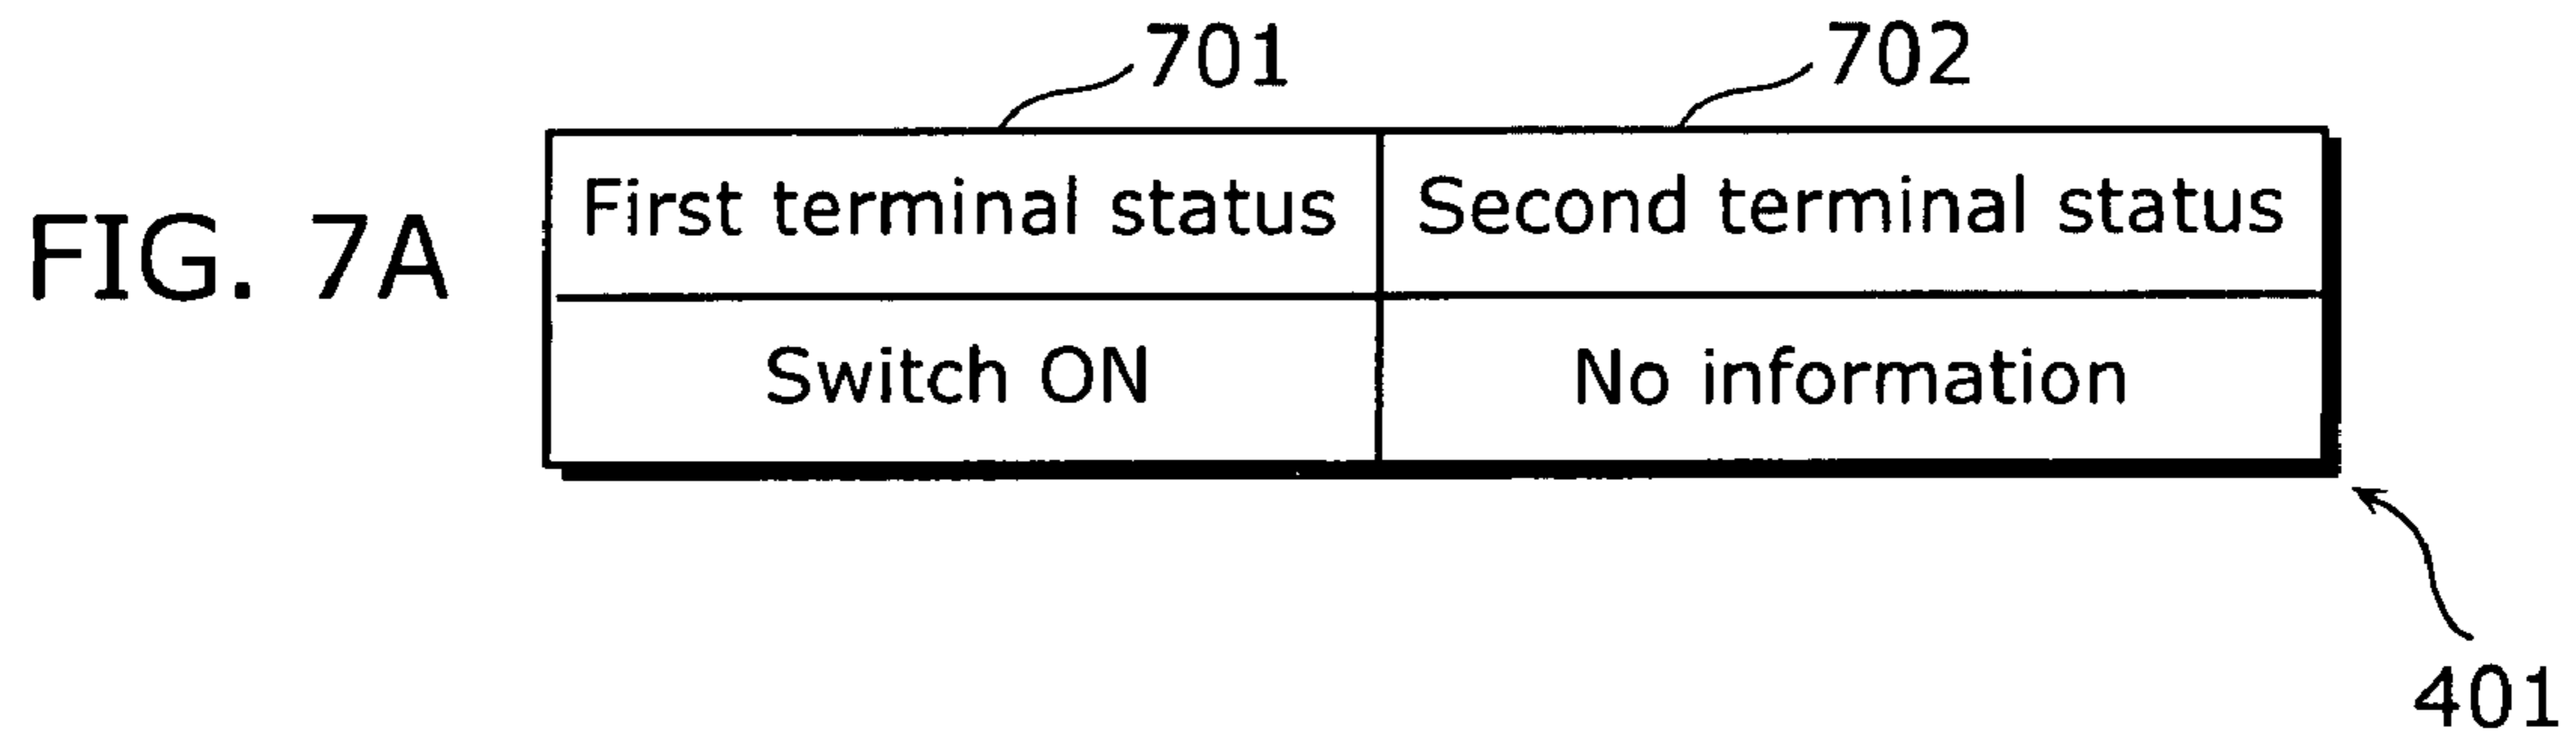 701 702
FIG. 7A
First terminal status Second terminal status
Switch ON No information
401